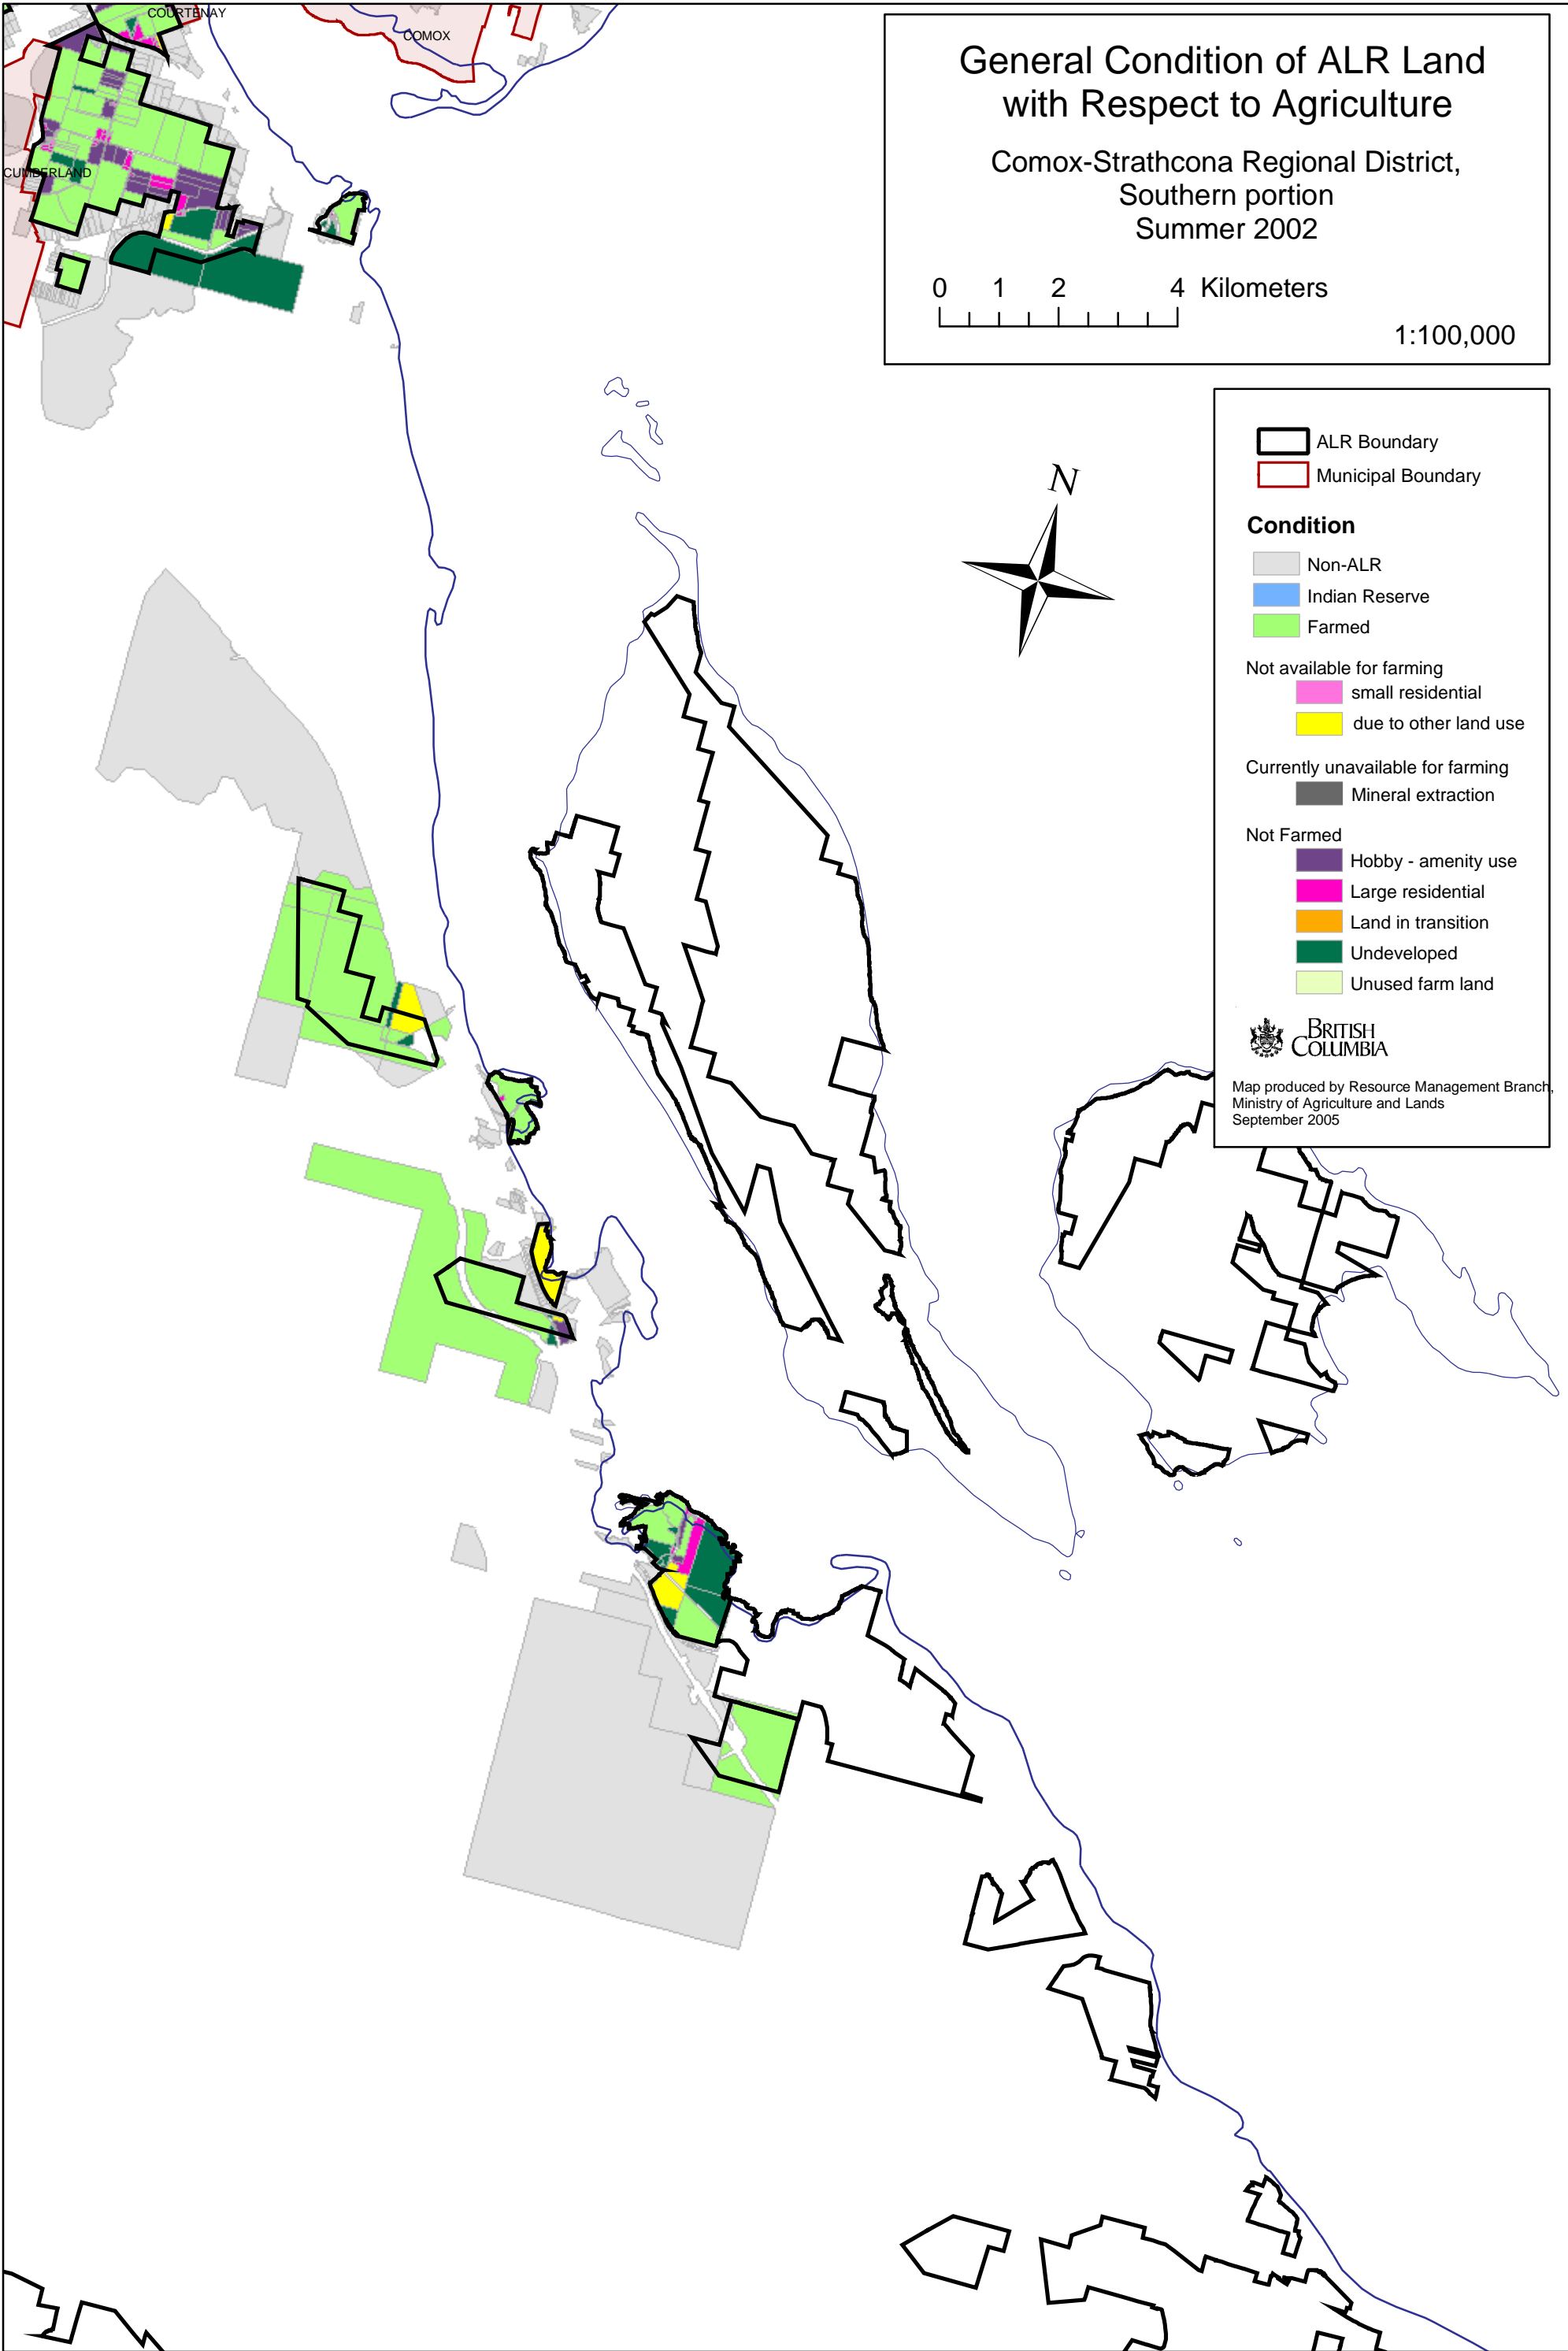 COURTENAY
COMOX
CUMBERLAND
General Condition of ALR Land
with Respect to Agriculture
Comox-Strathcona Regional District,
Southern portion
Summer 2002
0 1 2 4 Kilometers
1:100,000
N
ALR Boundary
Municipal Boundary
Condition
Non-ALR
Indian Reserve
Farmed
Not available for farming
small residential
due to other land use
Currently unavailable for farming
Mineral extraction
Not Farmed
Hobby - amenity use
Large residential
Land in transition
Undeveloped
Unused farm land
BRITISH
COLUMBIA
Map produced by Resource Management Branch,
Ministry of Agriculture and Lands
September 2005